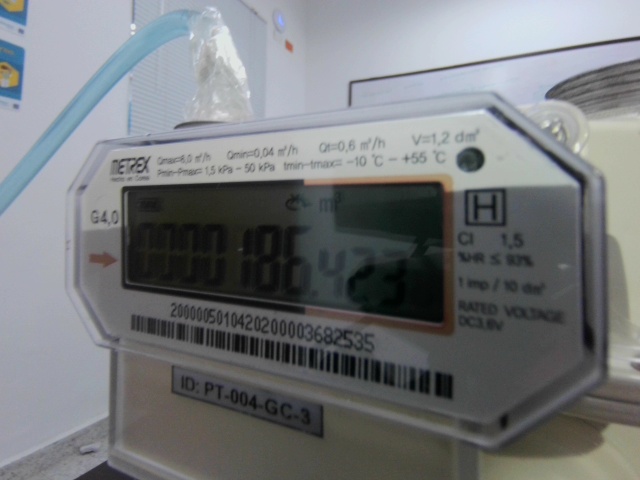 METREX
Qmax=6,0 m³/h Qmin=0,04 m³/h Qt=0,6 m³/h V=1,2 dm³
Pmin-Pmax= 1,5 kPa - 50 kPa tmin-tmax= -10 °C - +55 °C
G4,0
m³
0000186.423
H
Cl 1,5
%HR ≤ 93%
1 imp / 10 dm³
RATED VOLTAGE
DC3,6V
2000005010420200003682535
ID: PT-004-GC-3